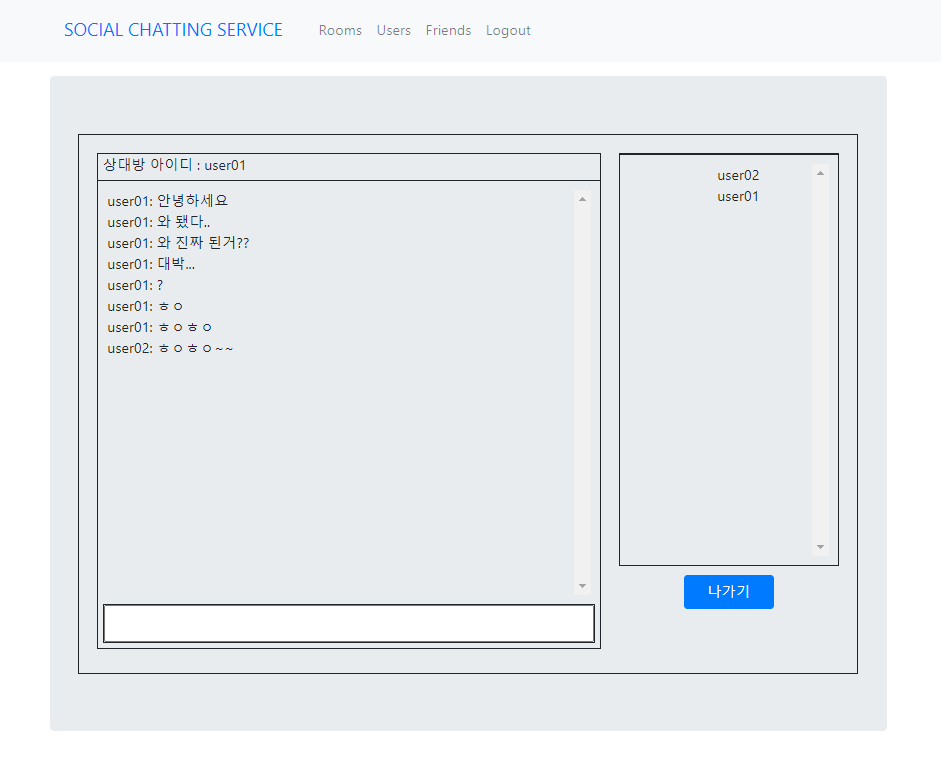 SOCIAL CHATTING SERVICE Rooms Users Friends Logout
상대방 아이디 : user01
user01: 안녕하세요
user01: 와 됐다..
user01: 와 진짜 된거??
user01: 대박...
user01: ?
user01: ㅎㅇ
user01: ㅎㅇㅎㅇ
user02: ㅎㅇㅎㅇ~~
user02
user01
나가기